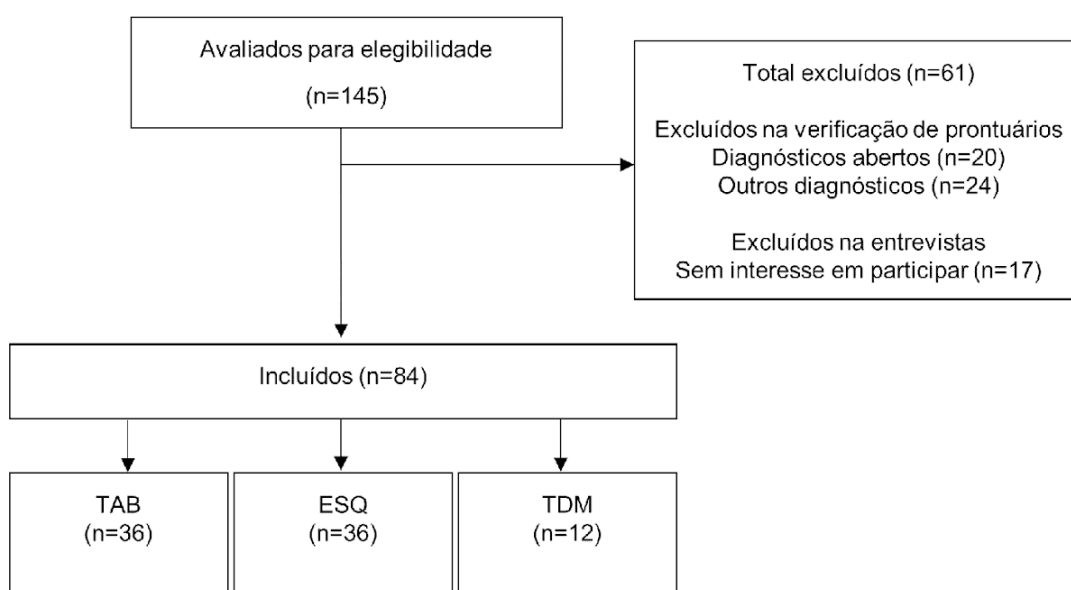 Avaliados para elegibilidade
(n=145)
Total excluídos (n=61)
Excluídos na verificação de prontuários
Diagnósticos abertos (n=20)
Outros diagnósticos (n=24)
Excluídos na entrevistas
Sem interesse em participar (n=17)
Incluídos (n=84)
TAB
(n=36)
ESQ
(n=36)
TDM
(n=12)